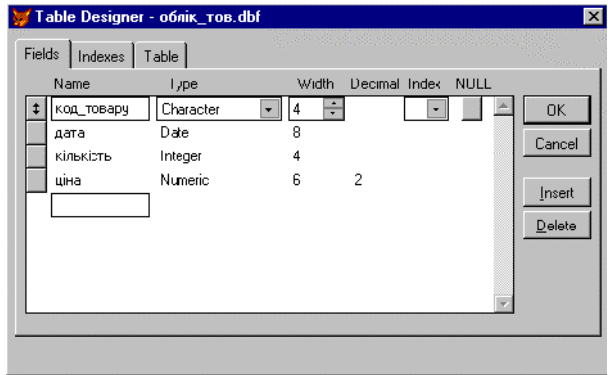 Table Designer - облік_тов.dbf
Fields Indexes Table
Name Type Width Decimal Index NULL
код_товару Character 4
дата Date 8
кількість Integer 4
ціна Numeric 6 2
OK
Cancel
Insert
Delete